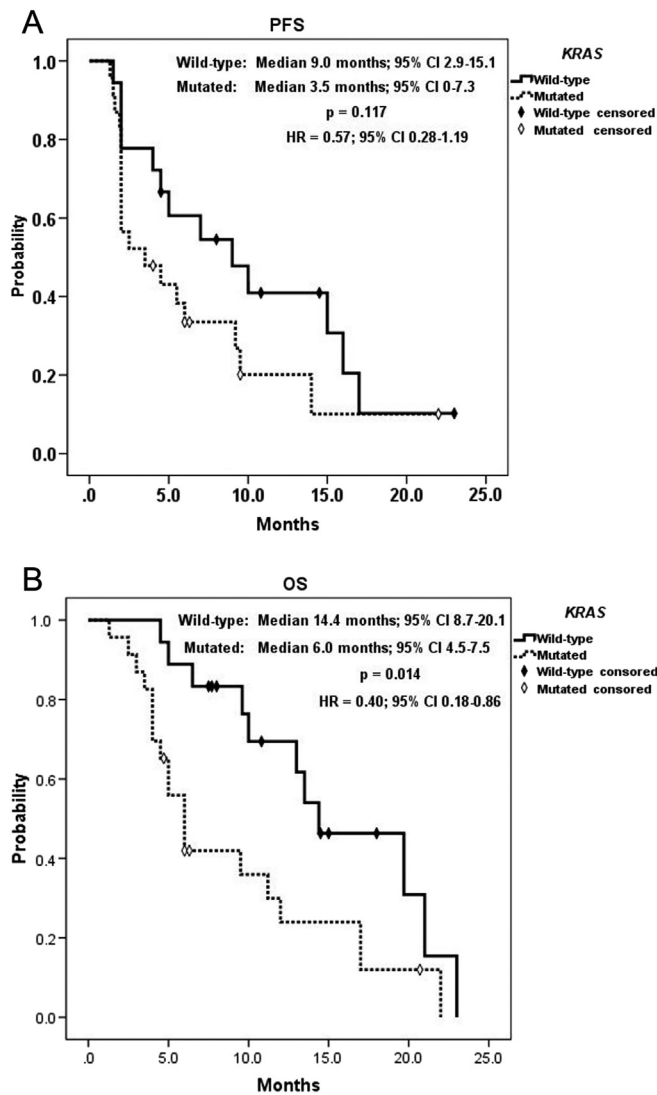 A
PFS
Wild-type: Median 9.0 months; 95% CI 2.9-15.1
Mutated: Median 3.5 months; 95% CI 0-7.3
p = 0.117
HR = 0.57; 95% CI 0.28-1.19
KRAS
Wild-type
Mutated
Wild-type censored
Mutated censored
1.0
0.8
0.6
0.4
0.2
0.0
Probability
.0 5.0 10.0 15.0 20.0 25.0
Months
B
OS
Wild-type: Median 14.4 months; 95% CI 8.7-20.1
Mutated: Median 6.0 months; 95% CI 4.5-7.5
p = 0.014
HR = 0.40; 95% CI 0.18-0.86
KRAS
Wild-type
Mutated
Wild-type consored
Mutated consored
1.0
0.8
0.6
0.4
0.2
0.0
Probability
.0 5.0 10.0 15.0 20.0 25.0
Months